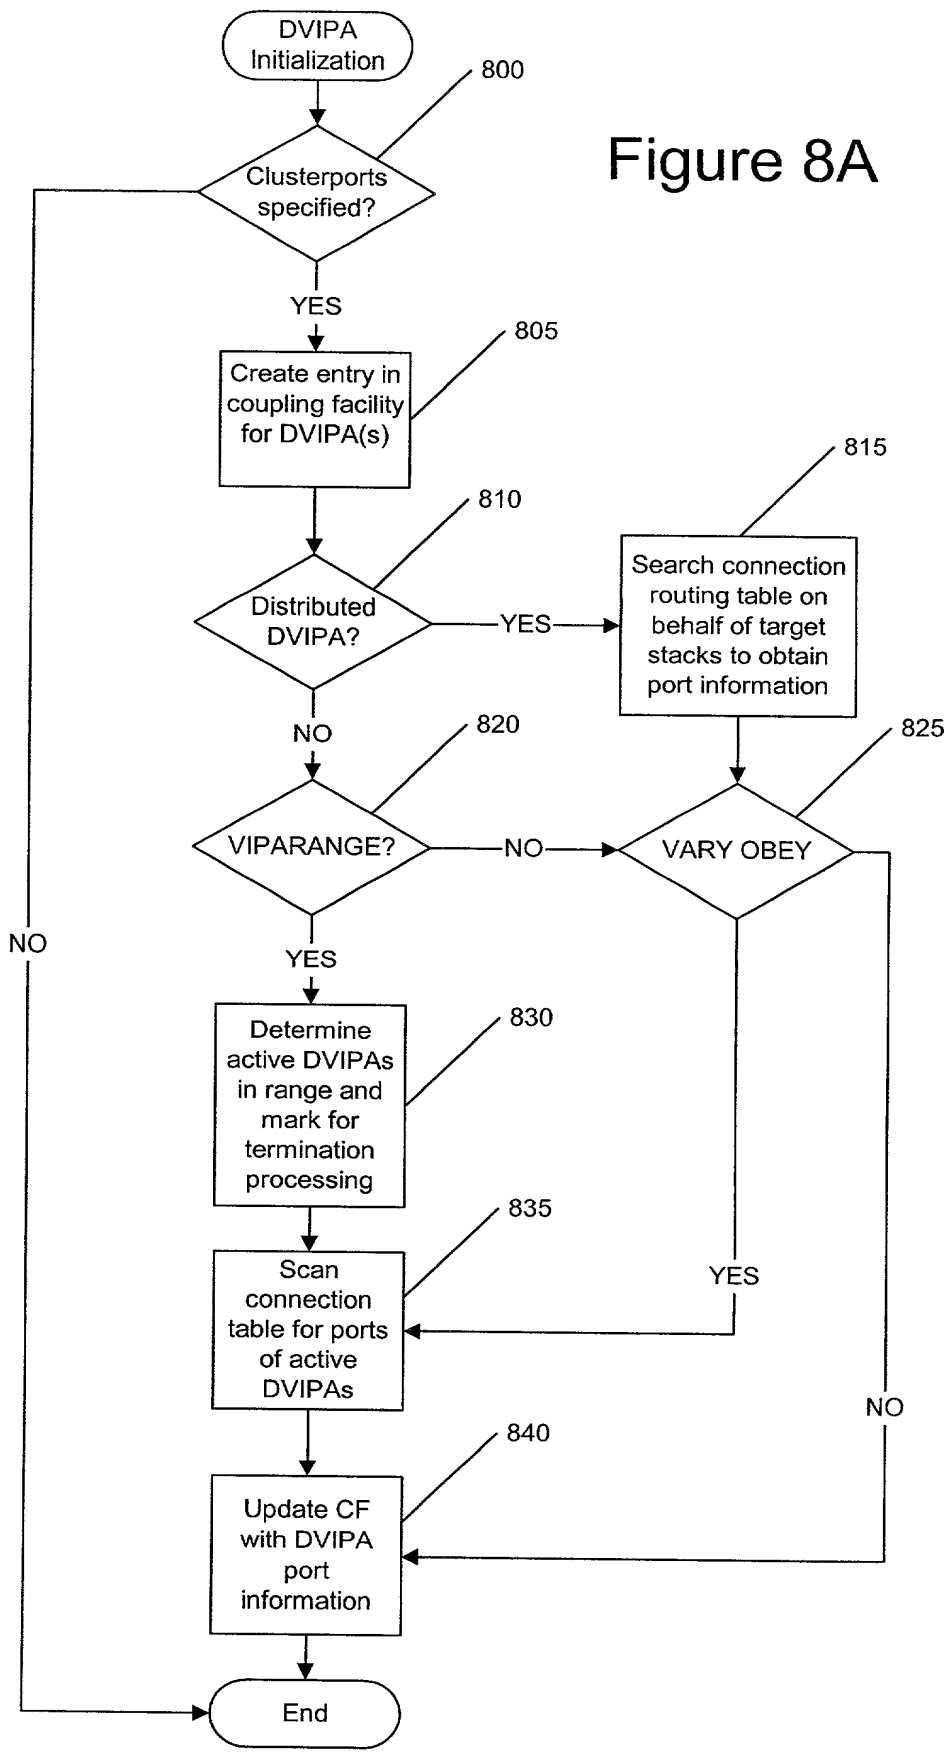 DVIPA
Initialization
800
Figure 8A
Clusterports
specified?
YES
805
Create entry in
coupling facility
for DVIPA(s)
815
810
Search connection
routing table on
behalf of target
stacks to obtain
port information
Distributed
DVIPA?
YES
NO
820
825
VIPARANGE?
NO
VARY OBEY
NO
YES
830
Determine
active DVIPAs
in range and
mark for
termination
processing
835
Scan
connection
table for ports
of active
DVIPAs
YES
NO
840
Update CF
with DVIPA
port
information
End